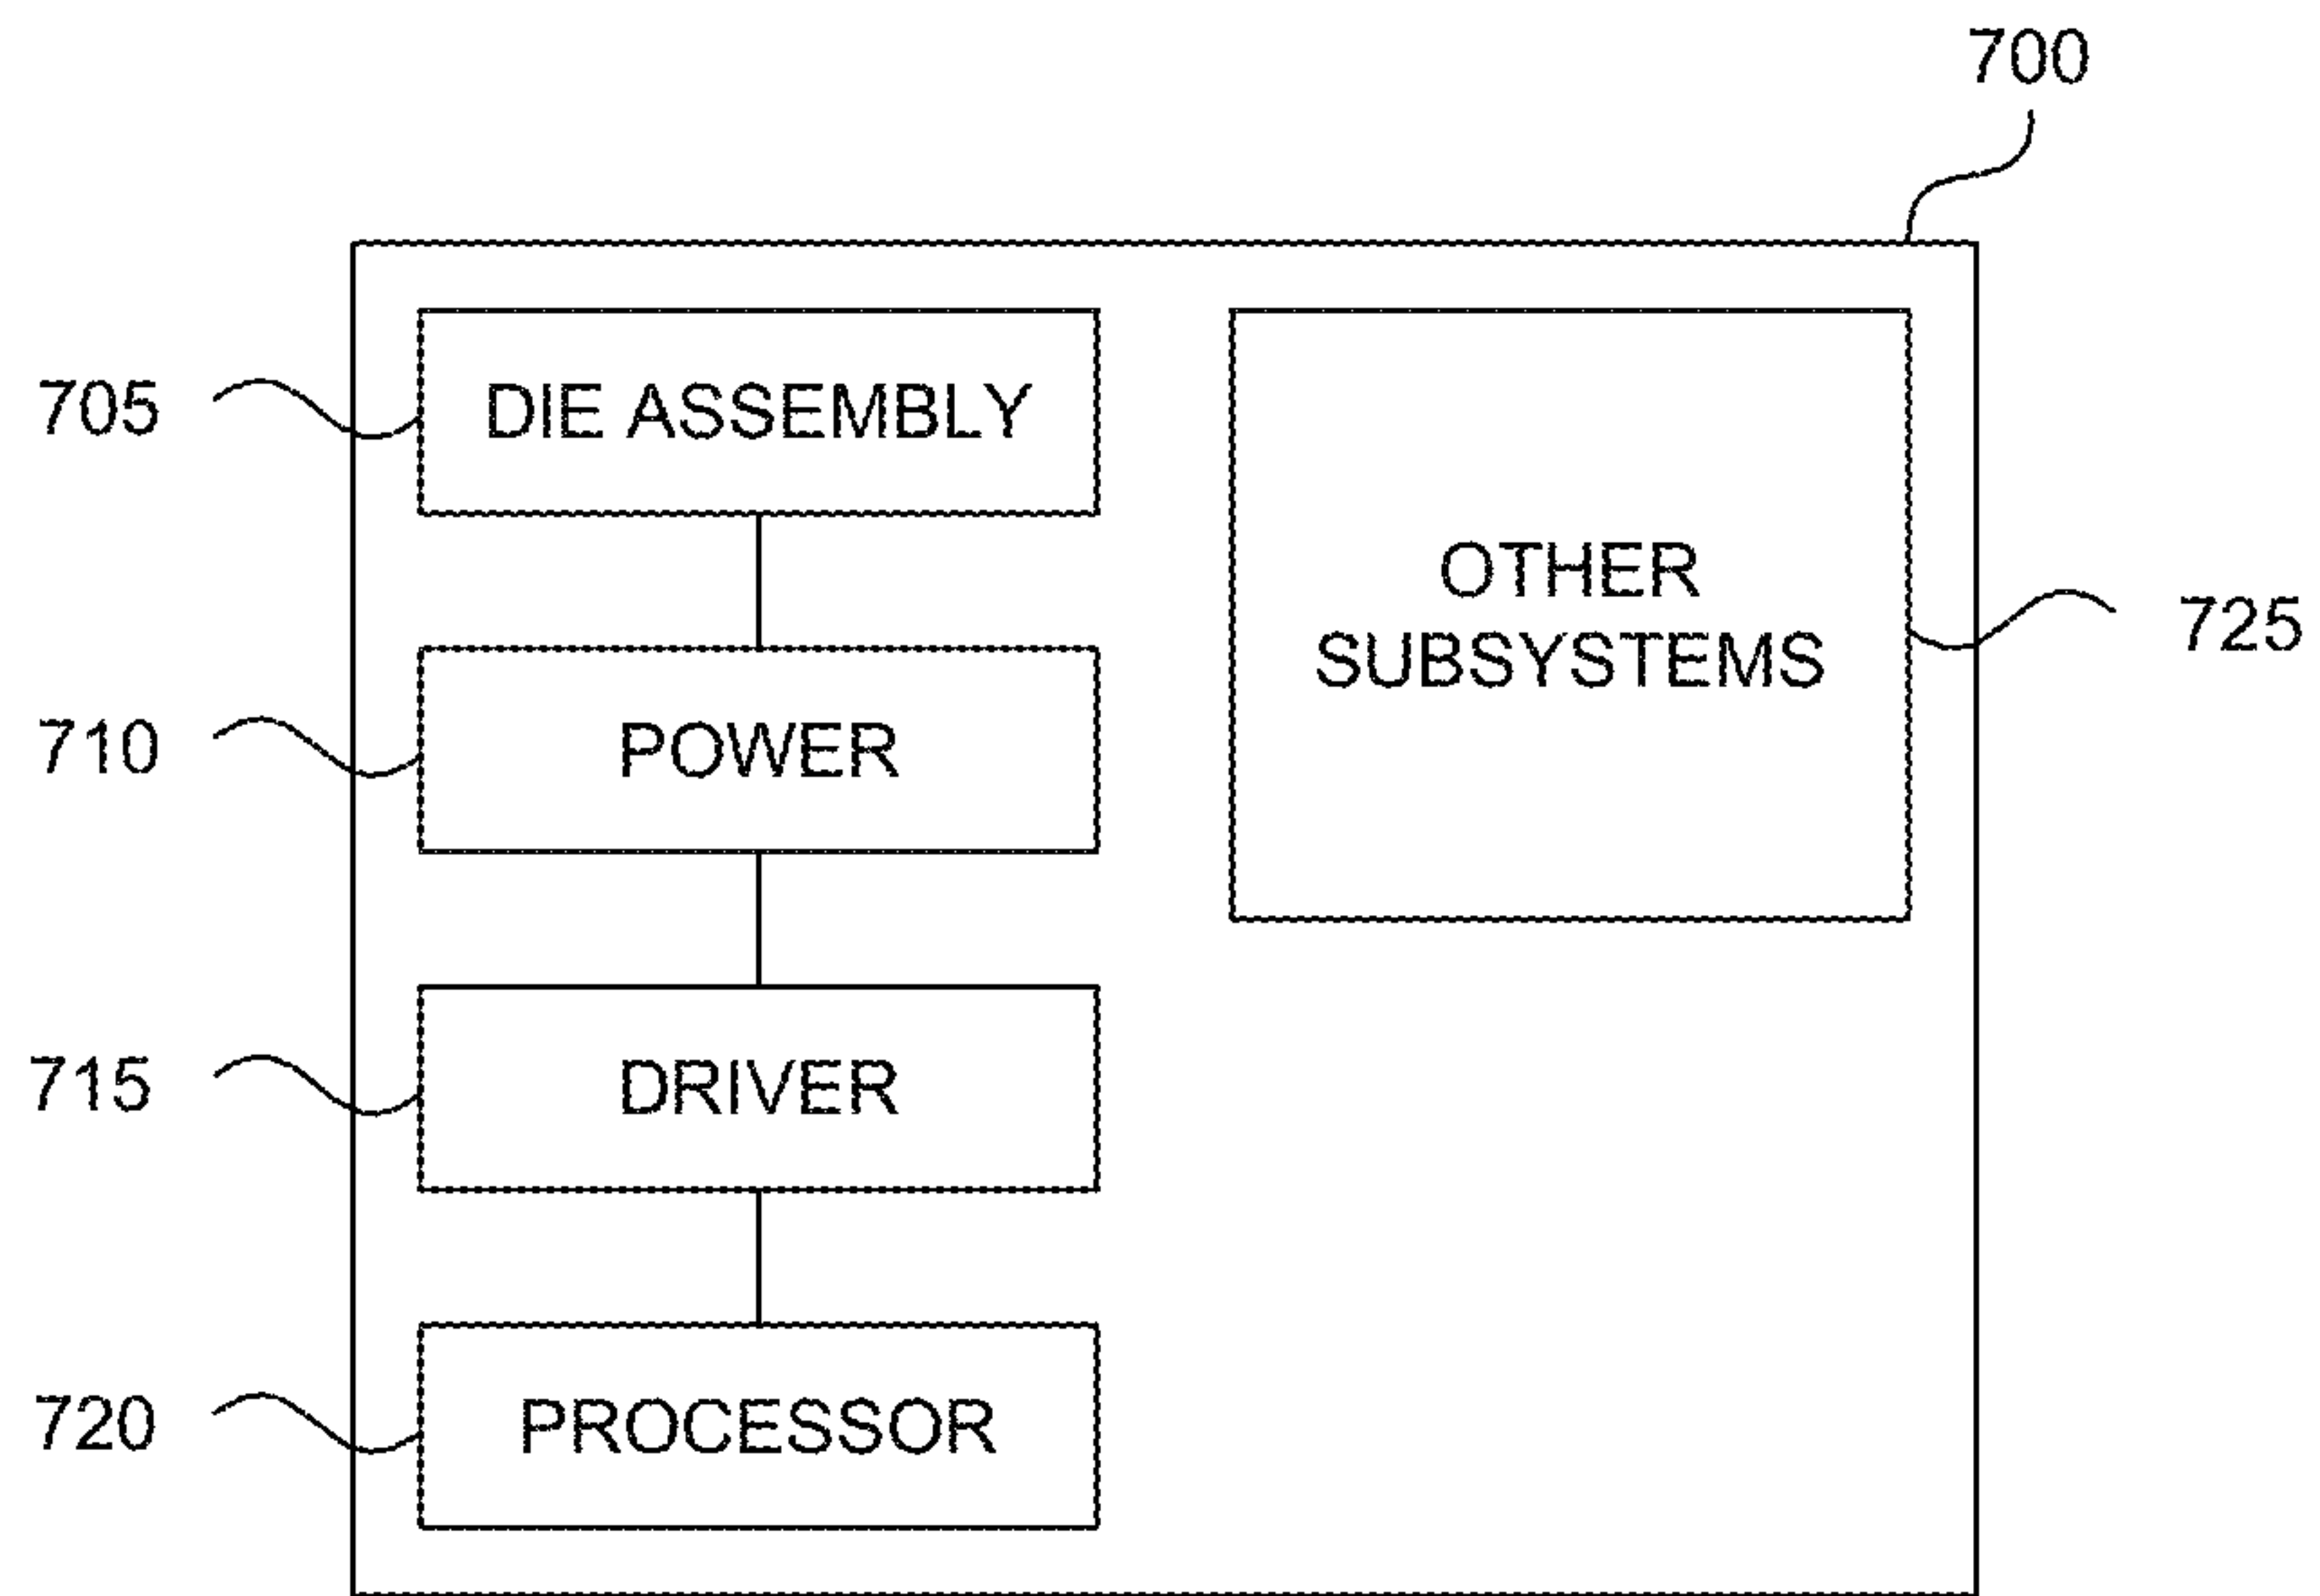 700
705
DIE ASSEMBLY
OTHER
SUBSYSTEMS
725
710
POWER
715
DRIVER
720
PROCESSOR